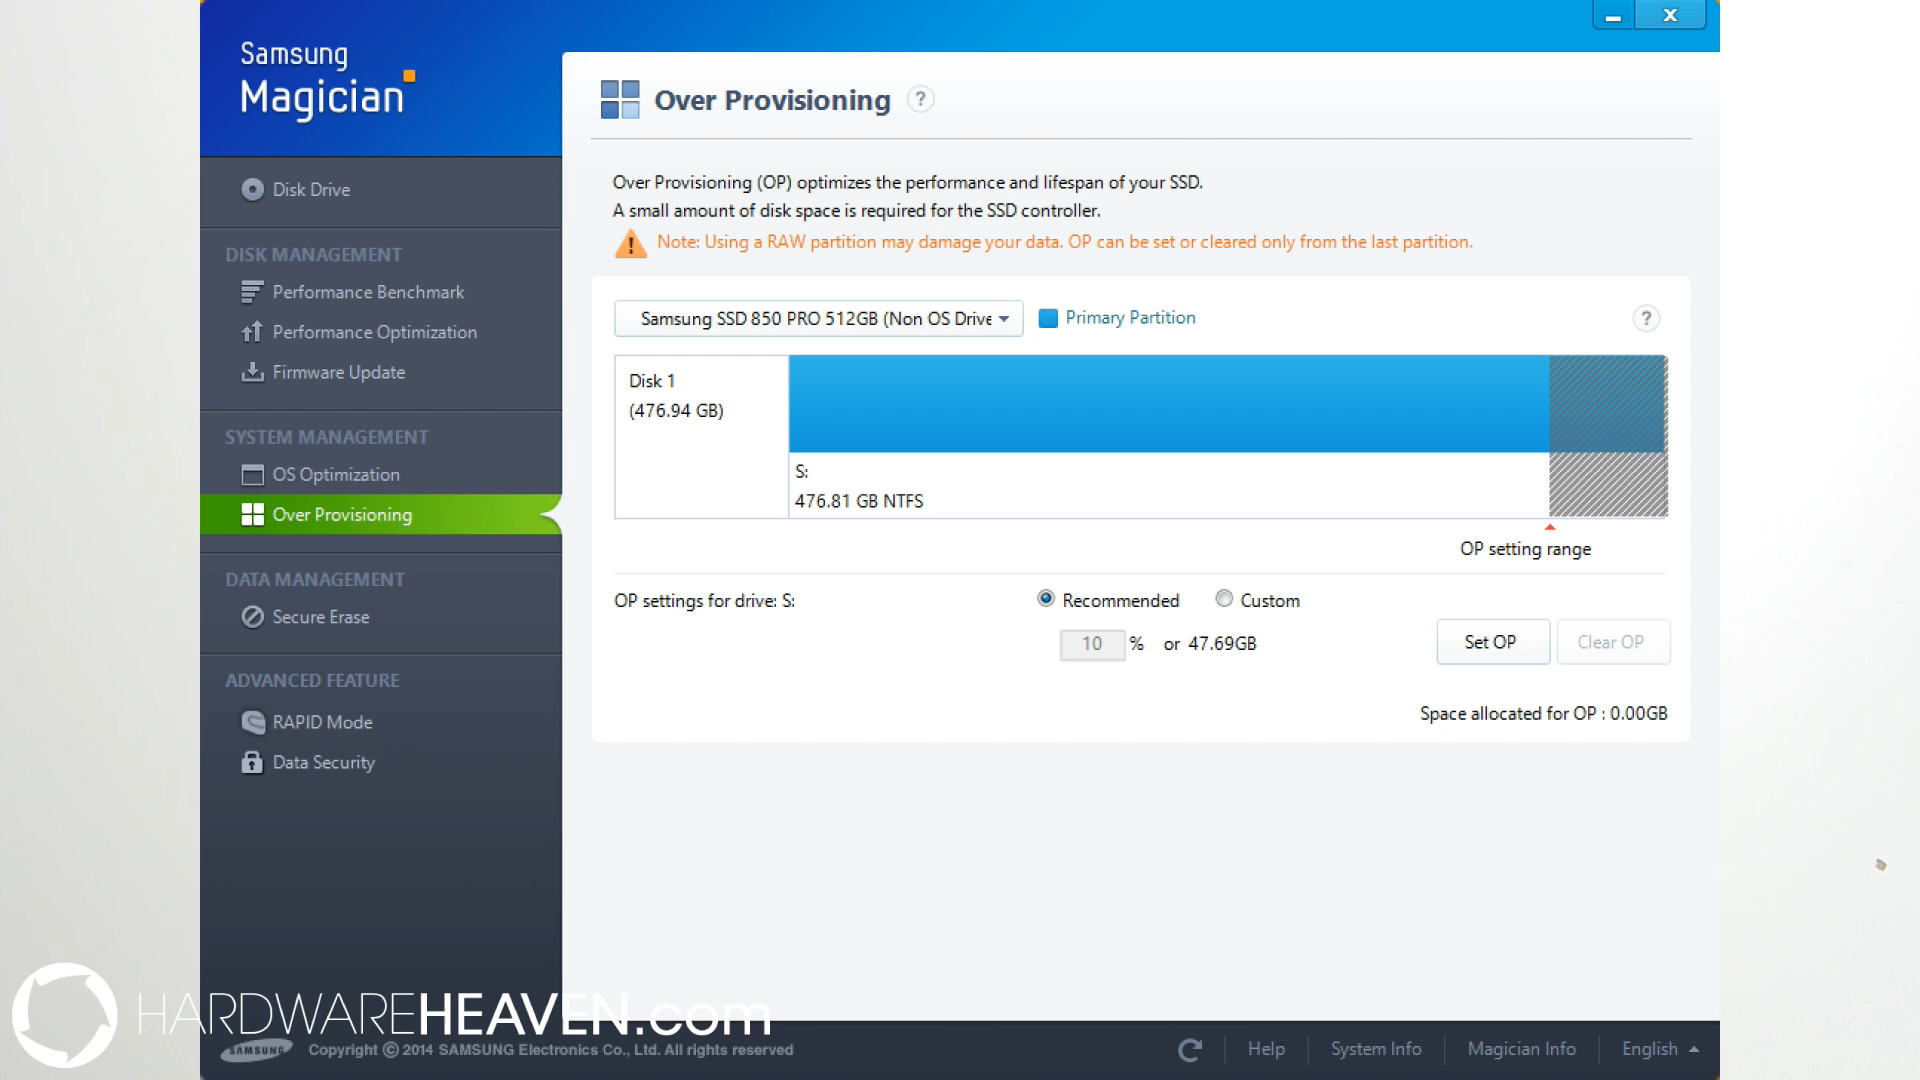 Samsung
Magician
Over Provisioning ?
Disk Drive
DISK MANAGEMENT
Performance Benchmark
Performance Optimization
Firmware Update
SYSTEM MANAGEMENT
OS Optimization
Over Provisioning
DATA MANAGEMENT
Secure Erase
ADVANCED FEATURE
RAPID Mode
Data Security
Over Provisioning (OP) optimizes the performance and lifespan of your SSD.
A small amount of disk space is required for the SSD controller.
Note: Using a RAW partition may damage your data. OP can be set or cleared only from the last partition.
Samsung SSD 850 PRO 512GB (Non OS Drive
Primary Partition
?
Disk 1
(476.94 GB)
S:
476.81 GB NTFS
OP setting range
OP settings for drive: S:
Recommended
Custom
10 % or 47.69GB
Set OP
Clear OP
Space allocated for OP : 0.00GB
HARDWAREHEAVEN.com
SAMSUNG
Copyright © 2014 SAMSUNG Electronics Co., Ltd. All rights reserved
Help
System Info
Magician Info
English